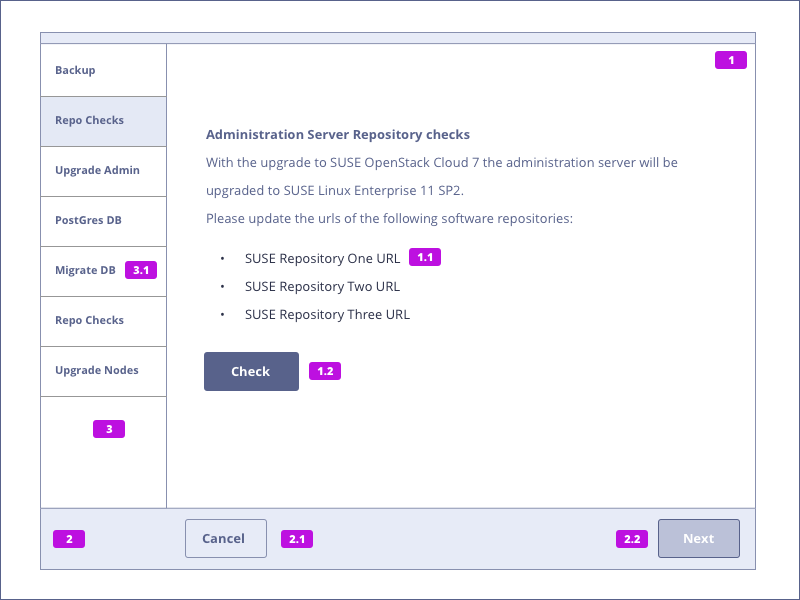 Backup
Repo Checks
Upgrade Admin
PostGres DB
Migrate DB 3.1
Repo Checks
Upgrade Nodes
3
1
Administration Server Repository checks
With the upgrade to SUSE OpenStack Cloud 7 the administration server will be
upgraded to SUSE Linux Enterprise 11 SP2.
Please update the urls of the following software repositories:
• SUSE Repository One URL 1.1
• SUSE Repository Two URL
• SUSE Repository Three URL
Check 1.2
2 Cancel 2.1 2.2 Next